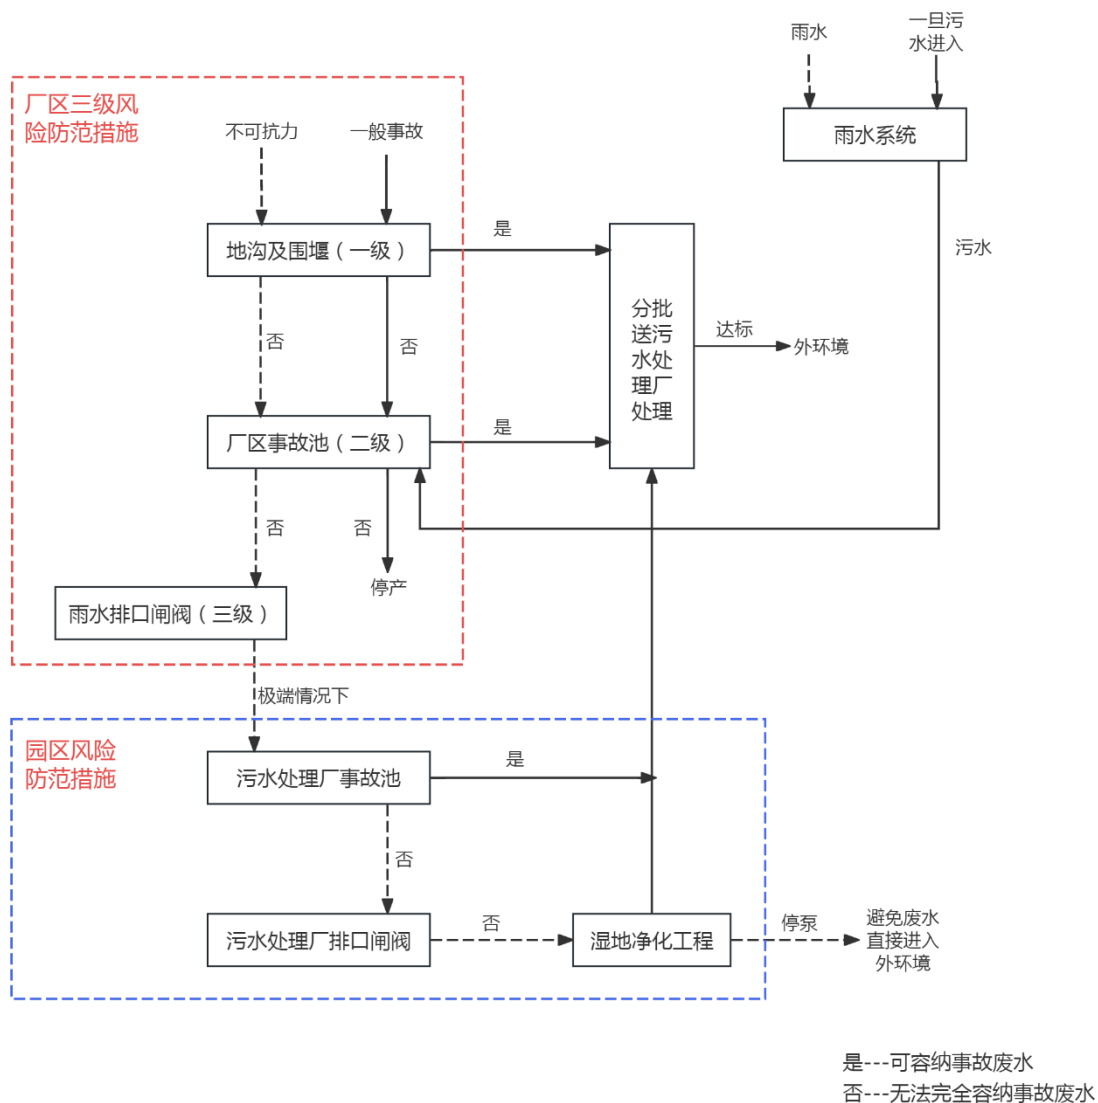 雨水
一旦污
水进入
雨水系统
污水
厂区三级风
险防范措施
不可抗力
一般事故
地沟及围堰（一级）
是
否
否
分批
送污
水处
理厂
处理
达标
外环境
厂区事故池（二级）
是
否
否
停产
雨水排口闸阀（三级）
极端情况下
园区风险
防范措施
污水处理厂事故池
是
否
污水处理厂排口闸阀
否
湿地净化工程
停泵
避免废水
直接进入
外环境
是---可容纳事故废水
否---无法完全容纳事故废水